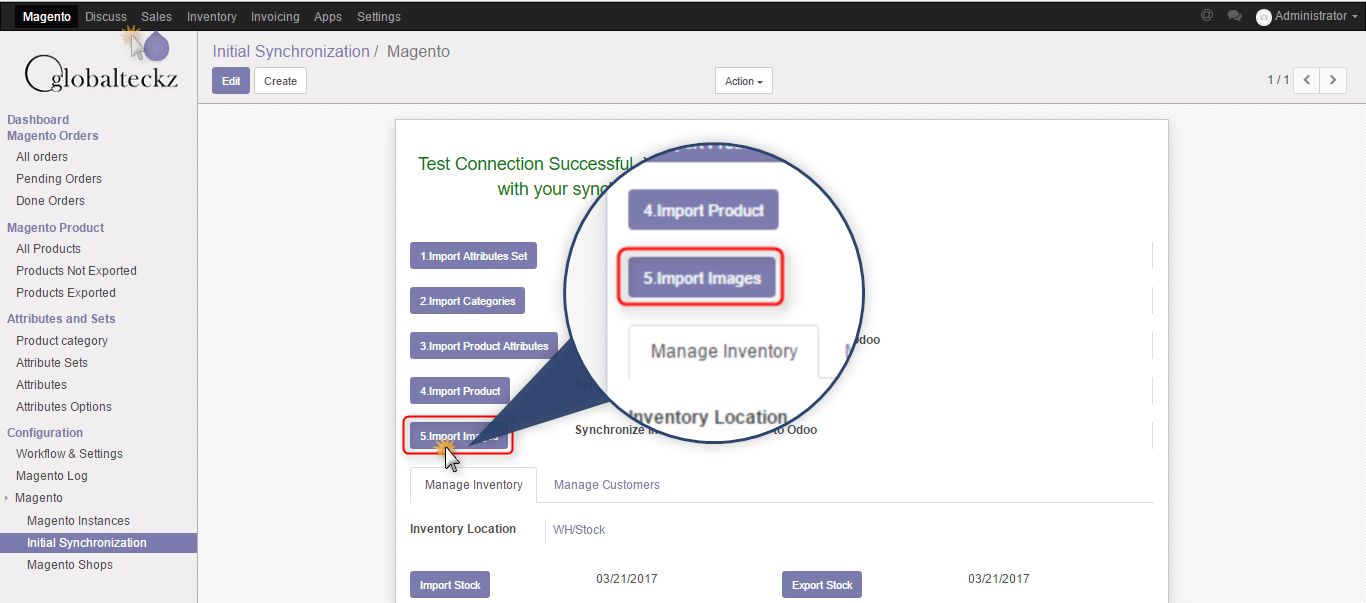 Magento Discuss Sales Inventory Invoicing Apps Settings @ Administrator
globalteckz
Initial Synchronization / Magento
Edit Create Action 1 / 1
Dashboard
Magento Orders
All orders
Pending Orders
Done Orders
Magento Product
All Products
Products Not Exported
Products Exported
Attributes and Sets
Product category
Attribute Sets
Attributes
Attributes Options
Configuration
Workflow & Settings
Magento Log
Magento
Magento Instances
Initial Synchronization
Magento Shops
Test Connection Successful,
with your
1.Import Attributes Set
2.Import Categories
3.Import Product Attributes
4.Import Product
5.Import
Synchronize to Odoo
4.Import Product
5.Import Images
Manage Inventory
Inventory Location
Manage Inventory Manage Customers
Inventory Location WH/Stock
Import Stock 03/21/2017 Export Stock 03/21/2017